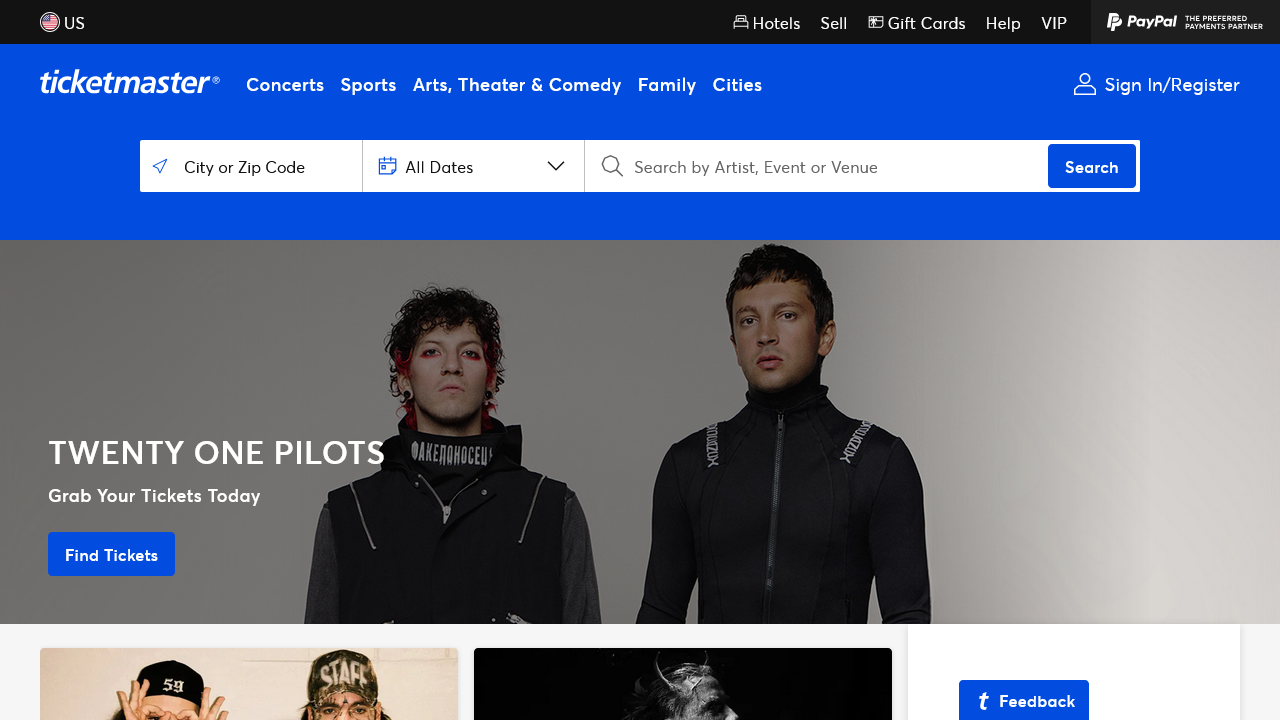 US
Hotels
Sell
Gift Cards
Help
VIP
PayPal
THE PREFERRED
PAYMENTS PARTNER
ticketmaster®
Concerts
Sports
Arts, Theater & Comedy
Family
Cities
Sign In/Register
City or Zip Code
All Dates
Search by Artist, Event or Venue
Search
ФАКЕЛОНОСЕЦ
TWENTY ONE PILOTS
Grab Your Tickets Today
Find Tickets
59
STAFF
t Feedback